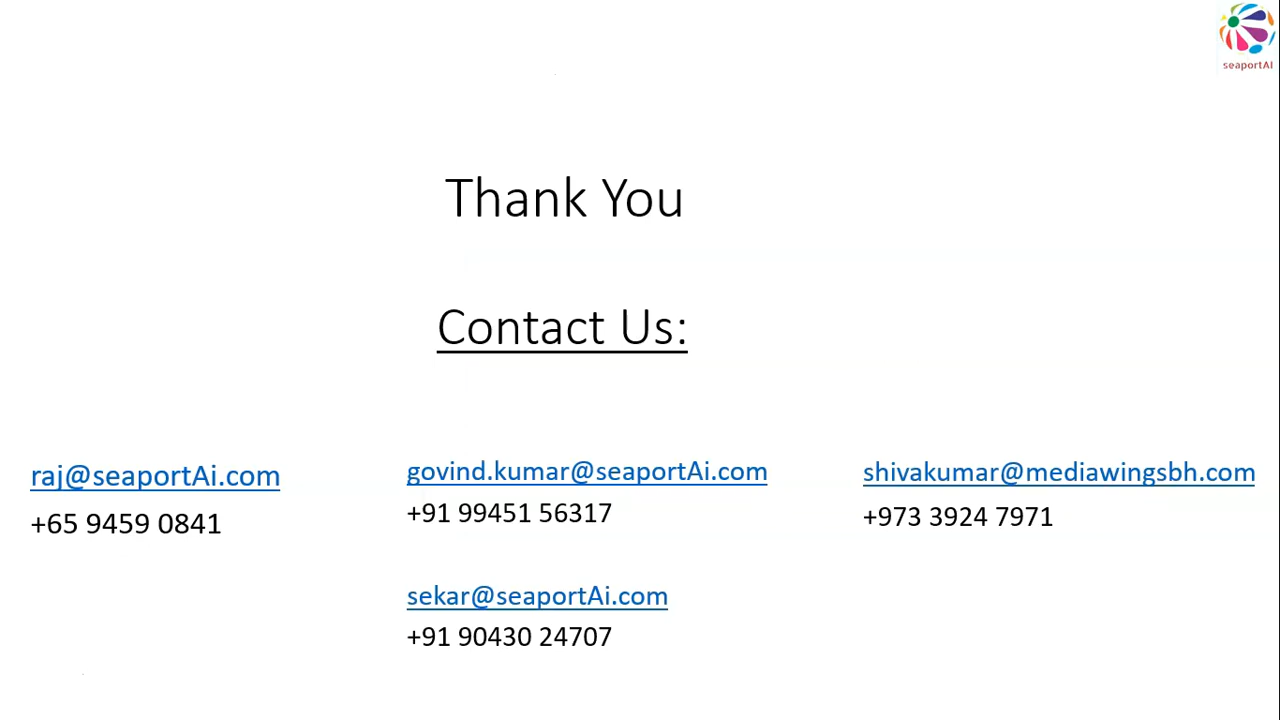 seaportAI
Thank You
Contact Us:
raj@seaportAi.com
+65 9459 0841
govind.kumar@seaportAi.com
+91 99451 56317
sekar@seaportAi.com
+91 90430 24707
shivakumar@mediawingsbh.com
+973 3924 7971